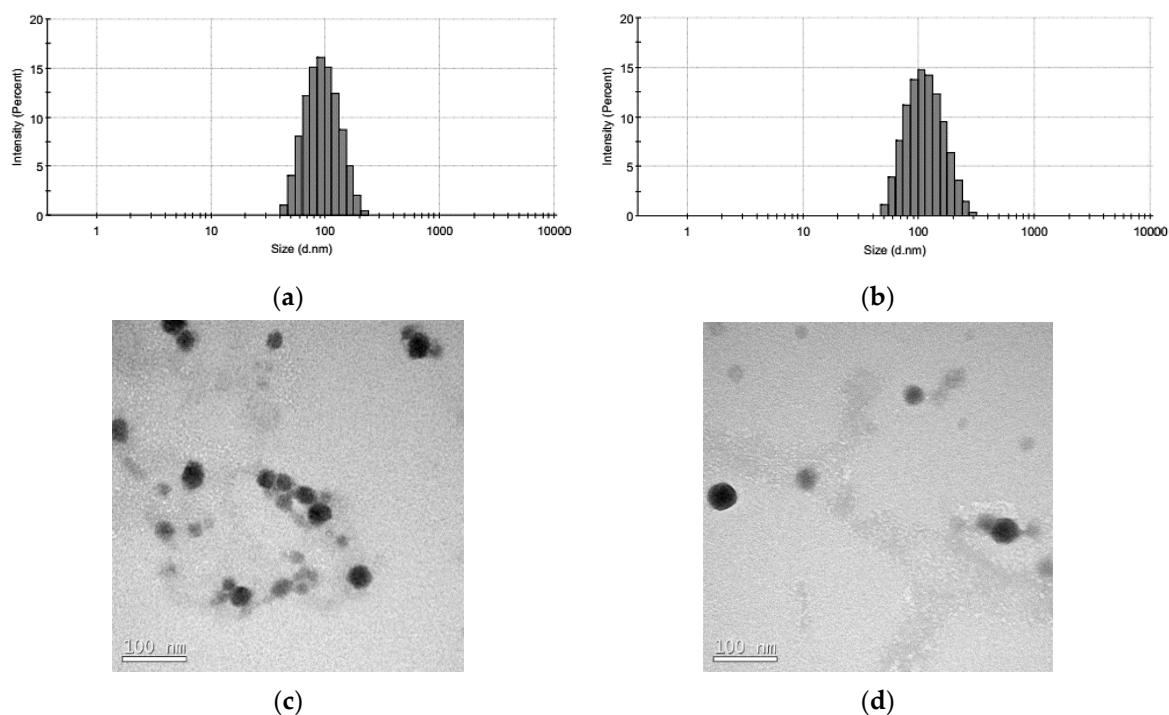 20
15
10
5
0
Intensity (Percent)
1 10 100 1000 10000
Size (d.nm)
(a)
20
15
10
5
0
Intensity (Percent)
1 10 100 1000 10000
Size (d.nm)
(b)
100 nm
(c)
100 nm
(d)